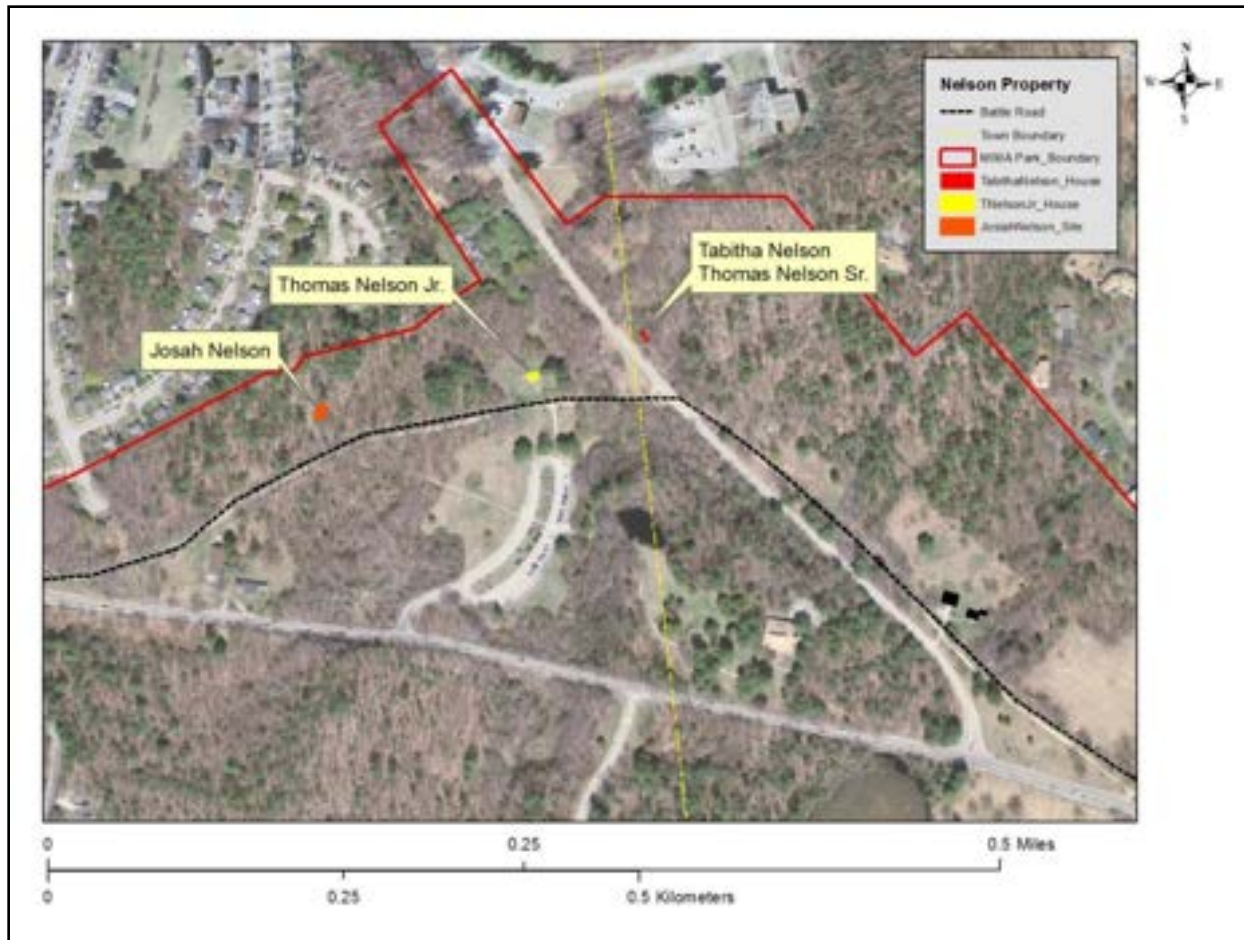 N
W E
S
Nelson Property
Battle Road
Town Boundary
MIMA Park_Boundary
TabithaNelson_House
TNelsonJr_House
JosiahNelson_Site
Tabitha Nelson
Thomas Nelson Sr.
Thomas Nelson Jr.
Josah Nelson
0 0.25 0.5 Miles
0 0.25 0.5 Kilometers